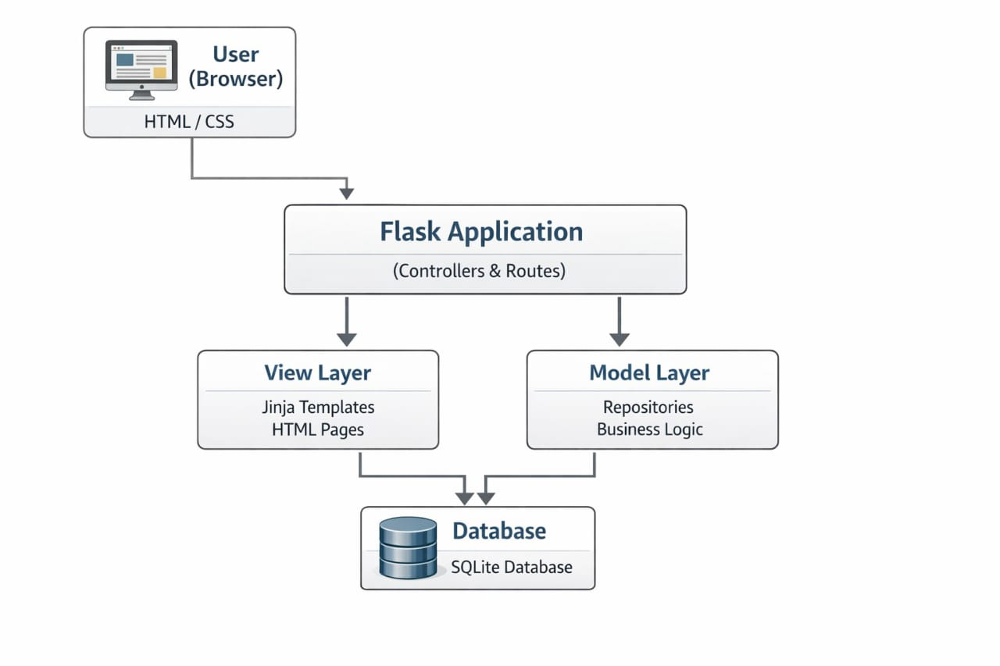 User
(Browser)
HTML / CSS
Flask Application
(Controllers & Routes)
View Layer
Jinja Templates
HTML Pages
Model Layer
Repositories
Business Logic
Database
SQLite Database